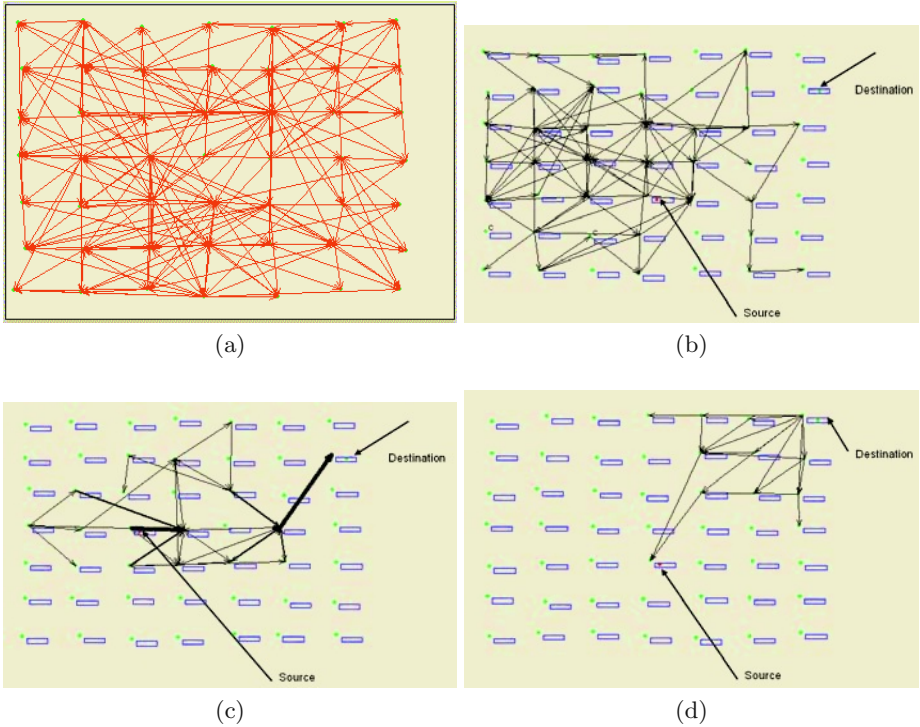 Destination
C
C
Source
(a)
(b)
Destination
Source
Destination
Source
(c)
(d)